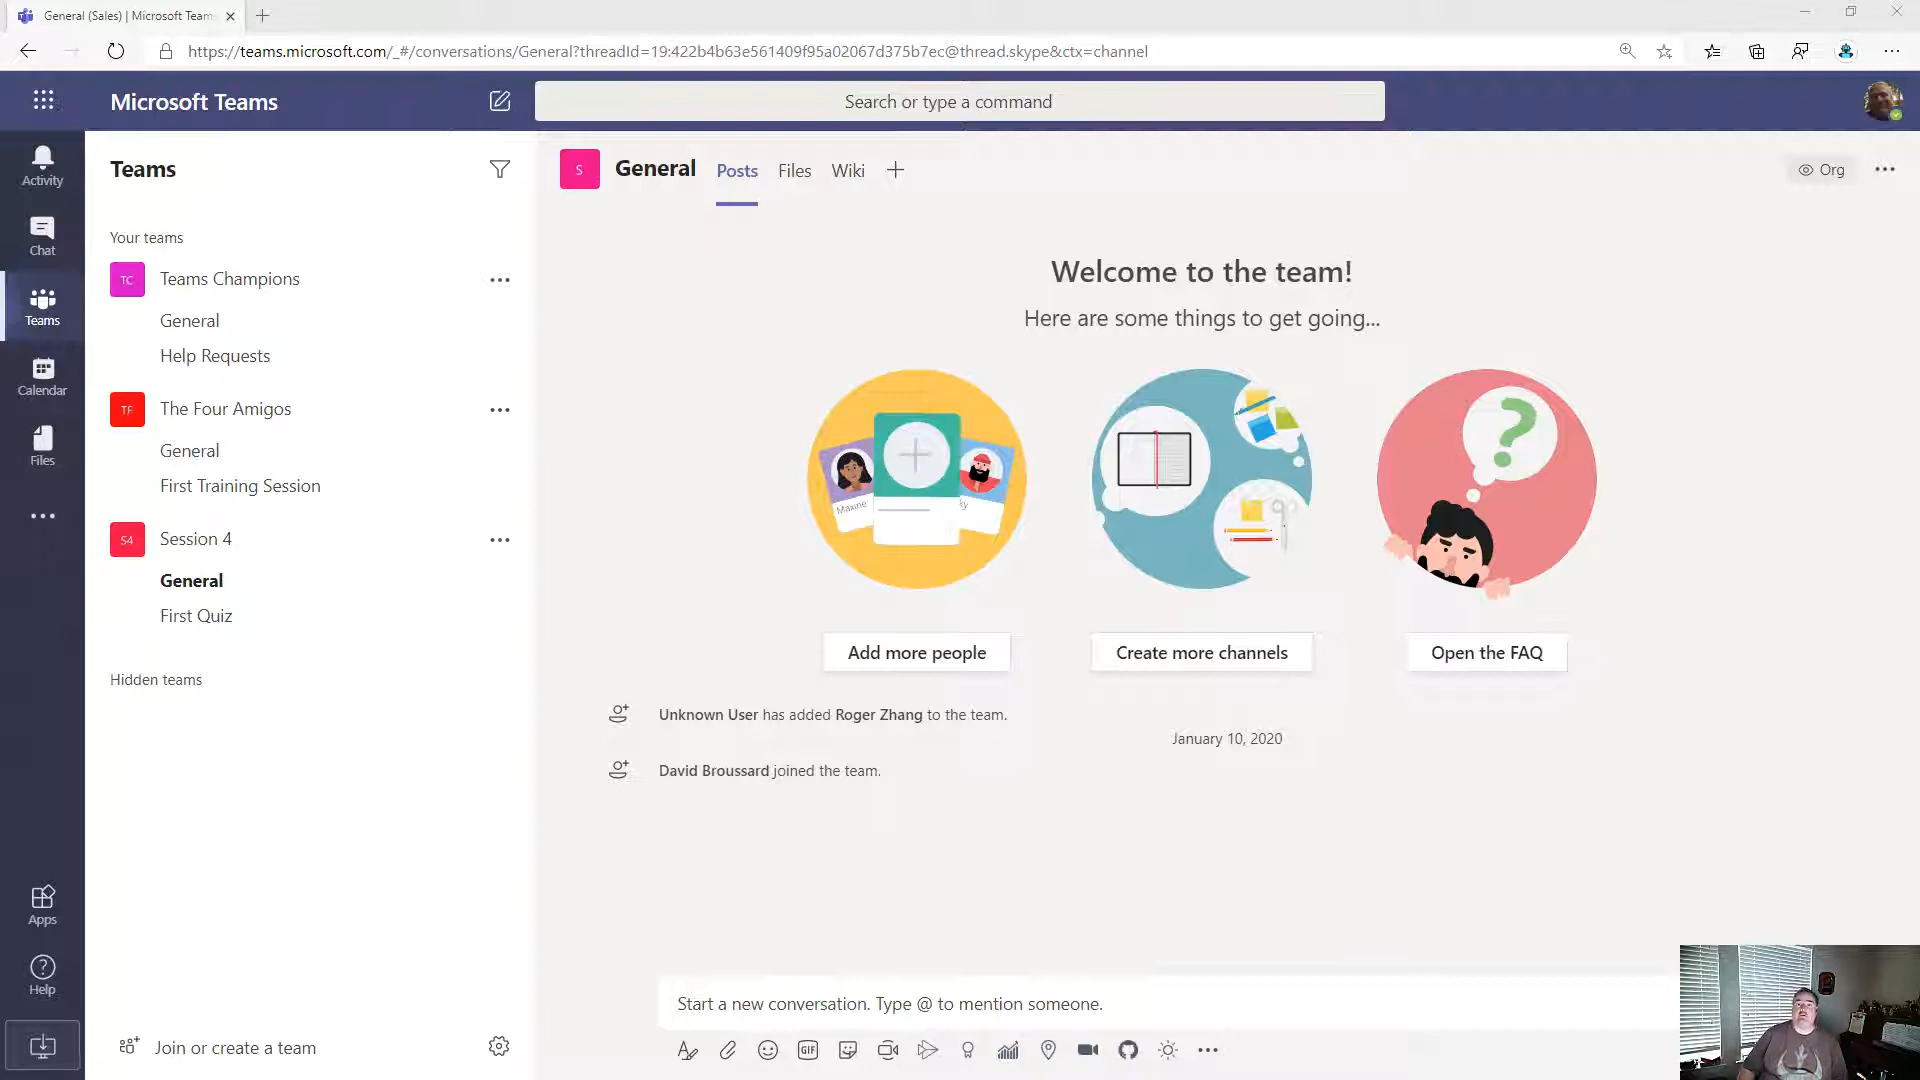 General (Sales) | Microsoft Team
https://teams.microsoft.com/_#/conversations/General?threadId=19:422b4b63e561409f95a02067d375b7ec@thread.skype&ctx=channel
Microsoft Teams
Search or type a command
Activity
Chat
Teams
Calendar
Files
Apps
Help
Teams
Your teams
TC Teams Champions
General
Help Requests
TF The Four Amigos
General
First Training Session
S4 Session 4
General
First Quiz
Hidden teams
Join or create a team
S General Posts Files Wiki
Org
Welcome to the team!
Here are some things to get going...
Maxine
ky
Add more people
Create more channels
Open the FAQ
Unknown User has added Roger Zhang to the team.
January 10, 2020
David Broussard joined the team.
Start a new conversation. Type @ to mention someone.
GIF